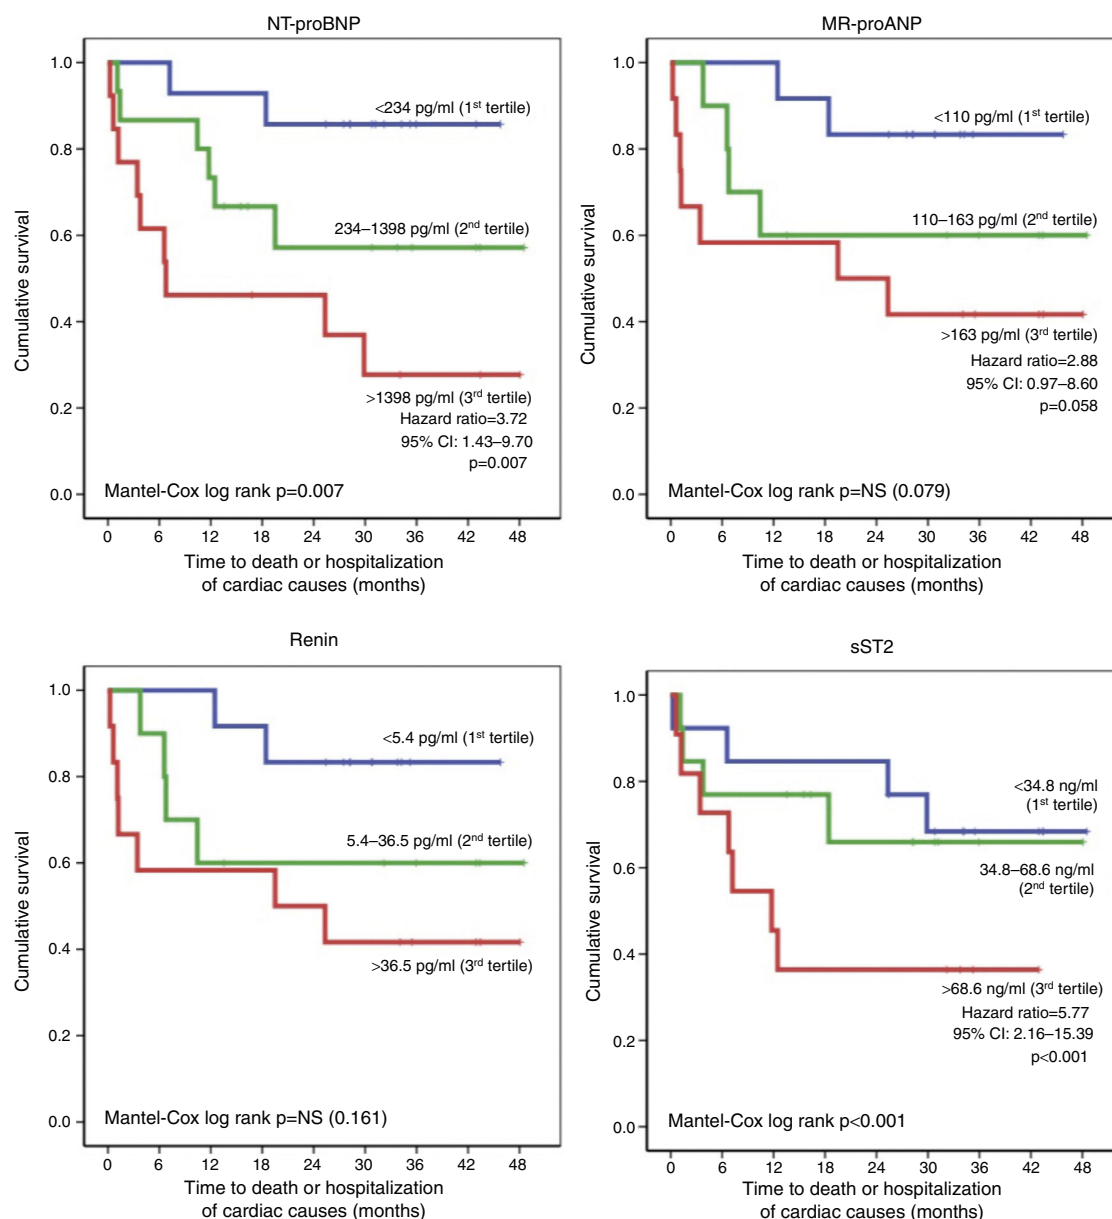 NT-proBNP
1.0
0.8
0.6
0.4
0.2
0.0
Cumulative survival
<234 pg/ml (1st tertile)
234–1398 pg/ml (2nd tertile)
>1398 pg/ml (3rd tertile)
Hazard ratio=3.72
95% CI: 1.43–9.70
p=0.007
Mantel-Cox log rank p=0.007
0 6 12 18 24 30 36 42 48
Time to death or hospitalization
of cardiac causes (months)
MR-proANP
1.0
0.8
0.6
0.4
0.2
0.0
Cumulative survival
<110 pg/ml (1st tertile)
110–163 pg/ml (2nd tertile)
>163 pg/ml (3rd tertile)
Hazard ratio=2.88
95% CI: 0.97–8.60
p=0.058
Mantel-Cox log rank p=NS (0.079)
0 6 12 18 24 30 36 42 48
Time to death or hospitalization
of cardiac causes (months)
Renin
1.0
0.8
0.6
0.4
0.2
0.0
Cumulative survival
<5.4 pg/ml (1st tertile)
5.4–36.5 pg/ml (2nd tertile)
>36.5 pg/ml (3rd tertile)
Mantel-Cox log rank p=NS (0.161)
0 6 12 18 24 30 36 42 48
Time to death or hospitalization
of cardiac causes (months)
sST2
1.0
0.8
0.6
0.4
0.2
0.0
Cumulative survival
<34.8 ng/ml
(1st tertile)
34.8–68.6 ng/ml
(2nd tertile)
>68.6 ng/ml (3rd tertile)
Hazard ratio=5.77
95% CI: 2.16–15.39
p<0.001
Mantel-Cox log rank p<0.001
0 6 12 18 24 30 36 42 48
Time to death or hospitalization
of cardiac causes (months)